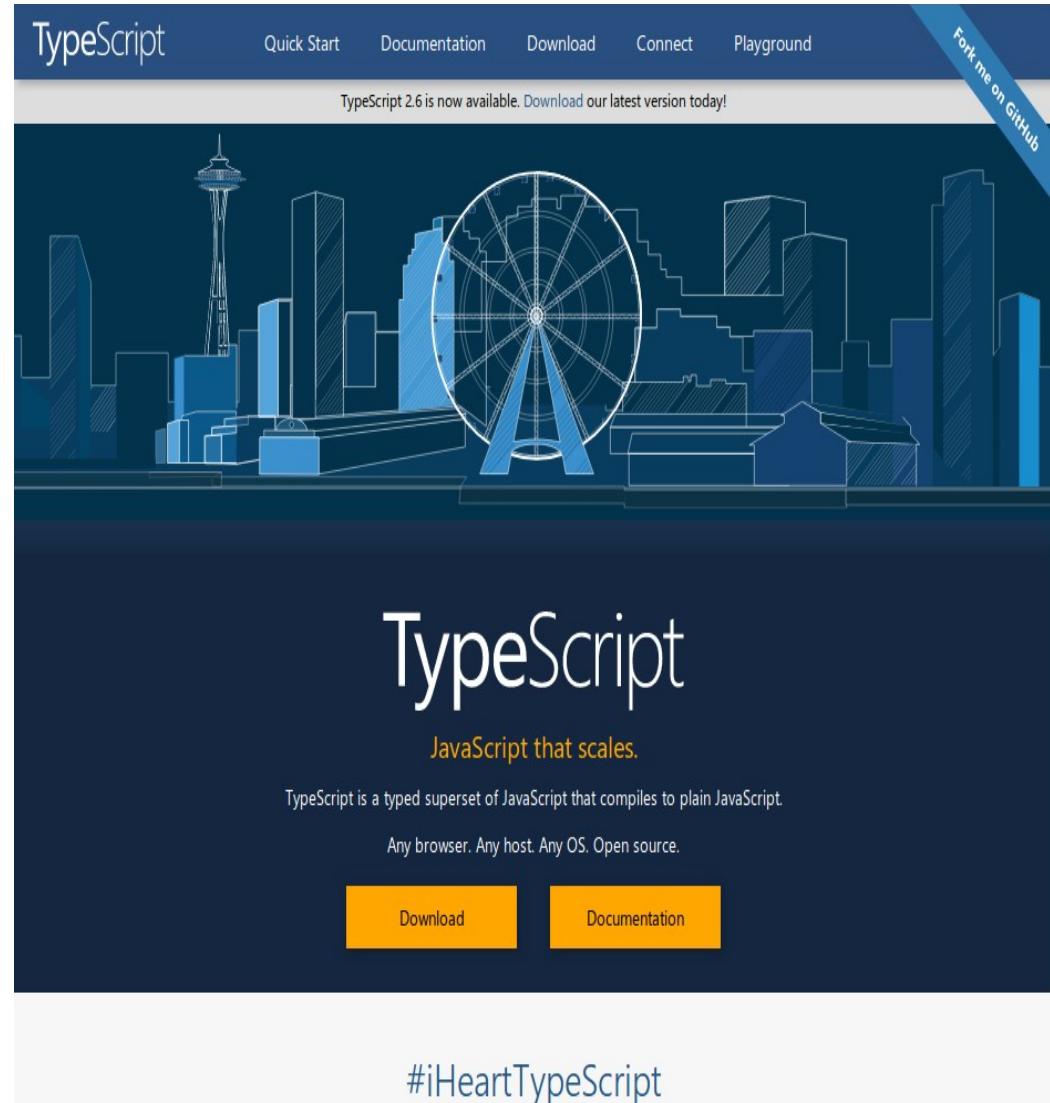 TypeScript
Quick Start Documentation Download Connect Playground
Fork me on GitHub
TypeScript 2.6 is now available. Download our latest version today!
TypeScript
JavaScript that scales.
TypeScript is a typed superset of JavaScript that compiles to plain JavaScript.
Any browser. Any host. Any OS. Open source.
Download Documentation
#iHeartTypeScript